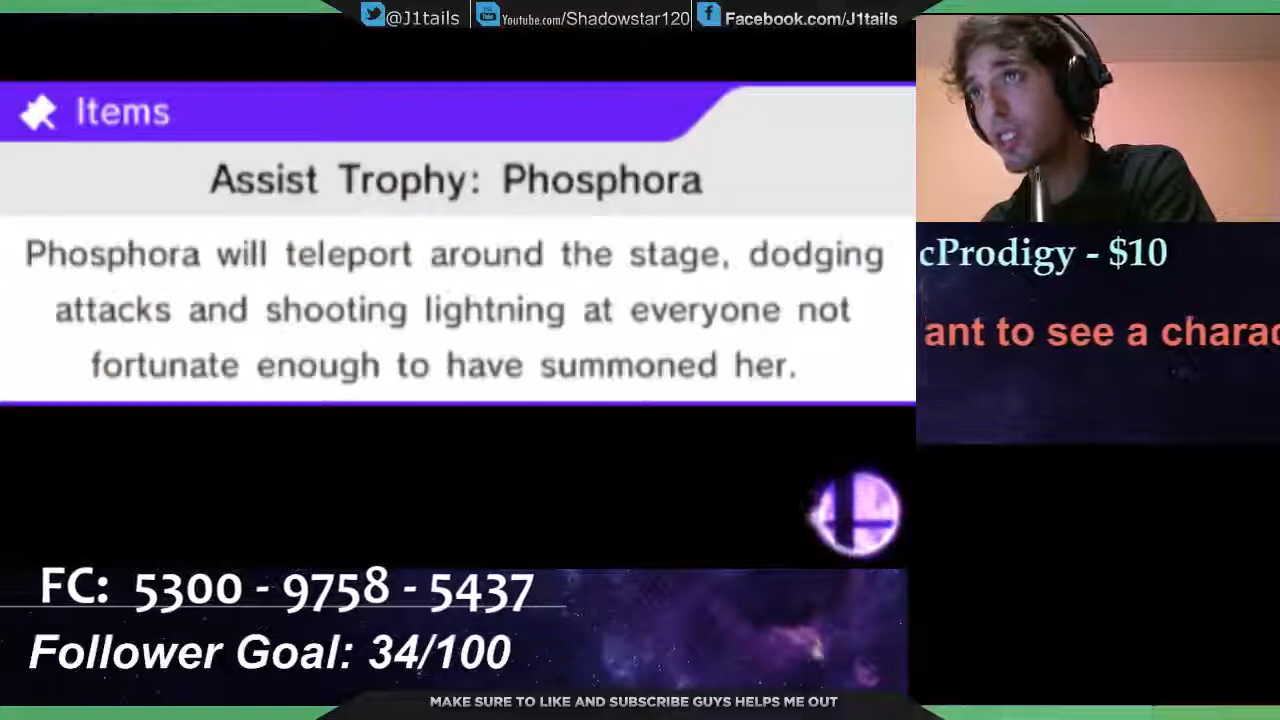 @J1tails
Youtube.com/Shadowstar120
Facebook.com/J1tails
Items
Assist Trophy: Phosphora
Phosphora will teleport around the stage, dodging
attacks and shooting lightning at everyone not
fortunate enough to have summoned her.
cProdigy - $10
ant to see a charac
FC: 5300 - 9758 - 5437
Follower Goal: 34/100
MAKE SURE TO LIKE AND SUBSCRIBE GUYS HELPS ME OUT